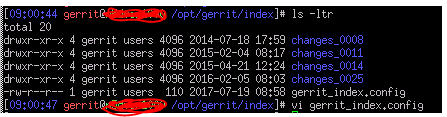 [09:00:44 gerrit@ /opt/gerrit/index]# ls -ltr
total 20
drwxr-xr-x 4 gerrit users 4096 2014-07-18 17:59 changes_0008
drwxr-xr-x 4 gerrit users 4096 2015-02-04 08:27 changes_0011
drwxr-xr-x 4 gerrit users 4096 2015-04-21 12:24 changes_0014
drwxr-xr-x 4 gerrit users 4096 2016-02-05 08:03 changes_0025
-rw-r--r-- 1 gerrit users 110 2017-07-19 08:58 gerrit_index.config
[09:00:47 gerrit@ /opt/gerrit/index]# vi gerrit_index.config